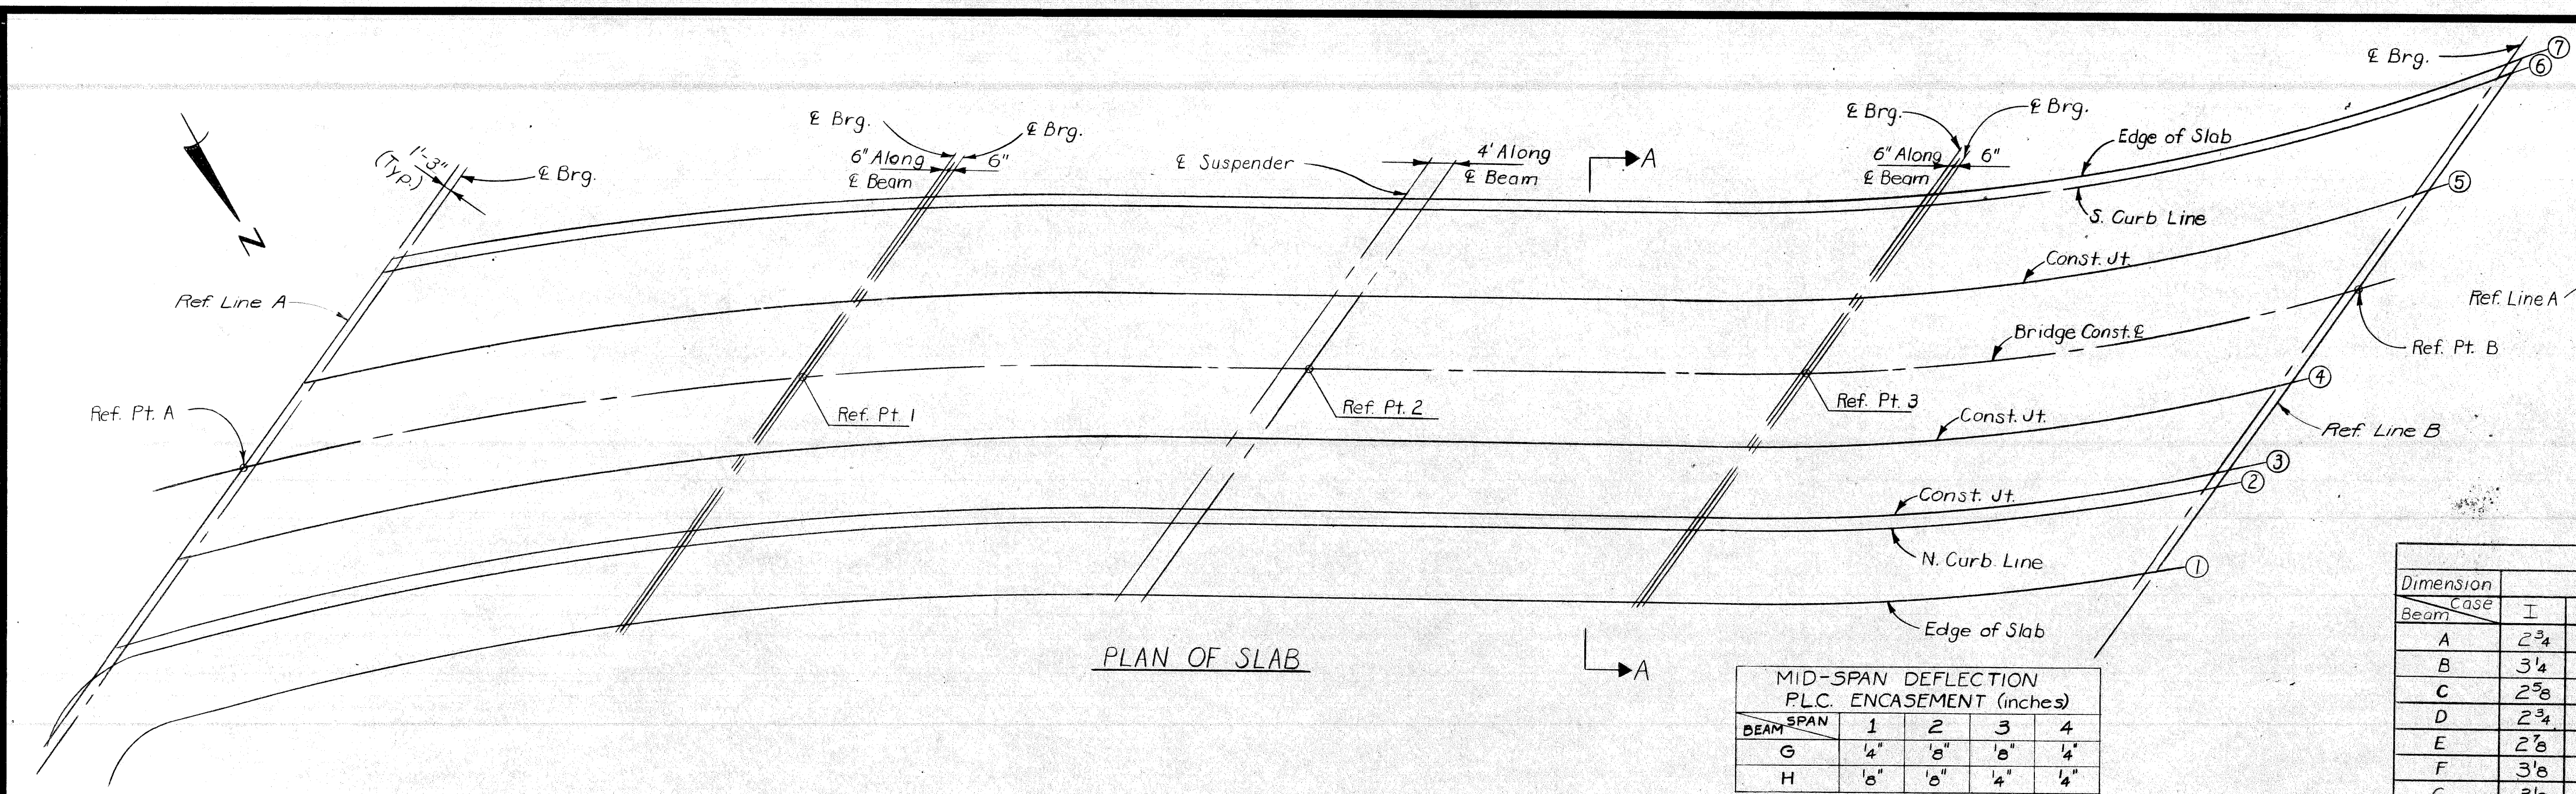 ℄ Brg.
⑦
⑥
℄ Brg.
℄ Brg.
6" Along
℄ Beam
6"
1'-3"
(Typ.)
℄ Brg.
℄ Suspender
4' Along
℄ Beam
A
℄ Brg.
℄ Brg.
6" Along
℄ Beam
6"
Edge of Slab
S. Curb Line
⑤
N
Ref. Line A
Const. Jt.
Ref. Line A
Bridge Const. ℄
Ref. Pt. B
Ref. Pt. A
Ref. Pt. 1
Ref. Pt. 2
Ref. Pt. 3
④
Const. Jt.
Ref. Line B
③
②
Const. Jt.
N. Curb Line
①
Edge of Slab
PLAN OF SLAB
A
MID-SPAN DEFLECTION
P.L.C. ENCASEMENT (inches)
BEAM SPAN 1 2 3 4
G 1/4" 1/8" 1/8" 1/4"
H 1/8" 1/8" 1/4" 1/4"
Dimension
Beam Case I
A 2 3/4
B 3 1/4
C 2 5/8
D 2 3/4
E 2 7/8
F 3 1/8